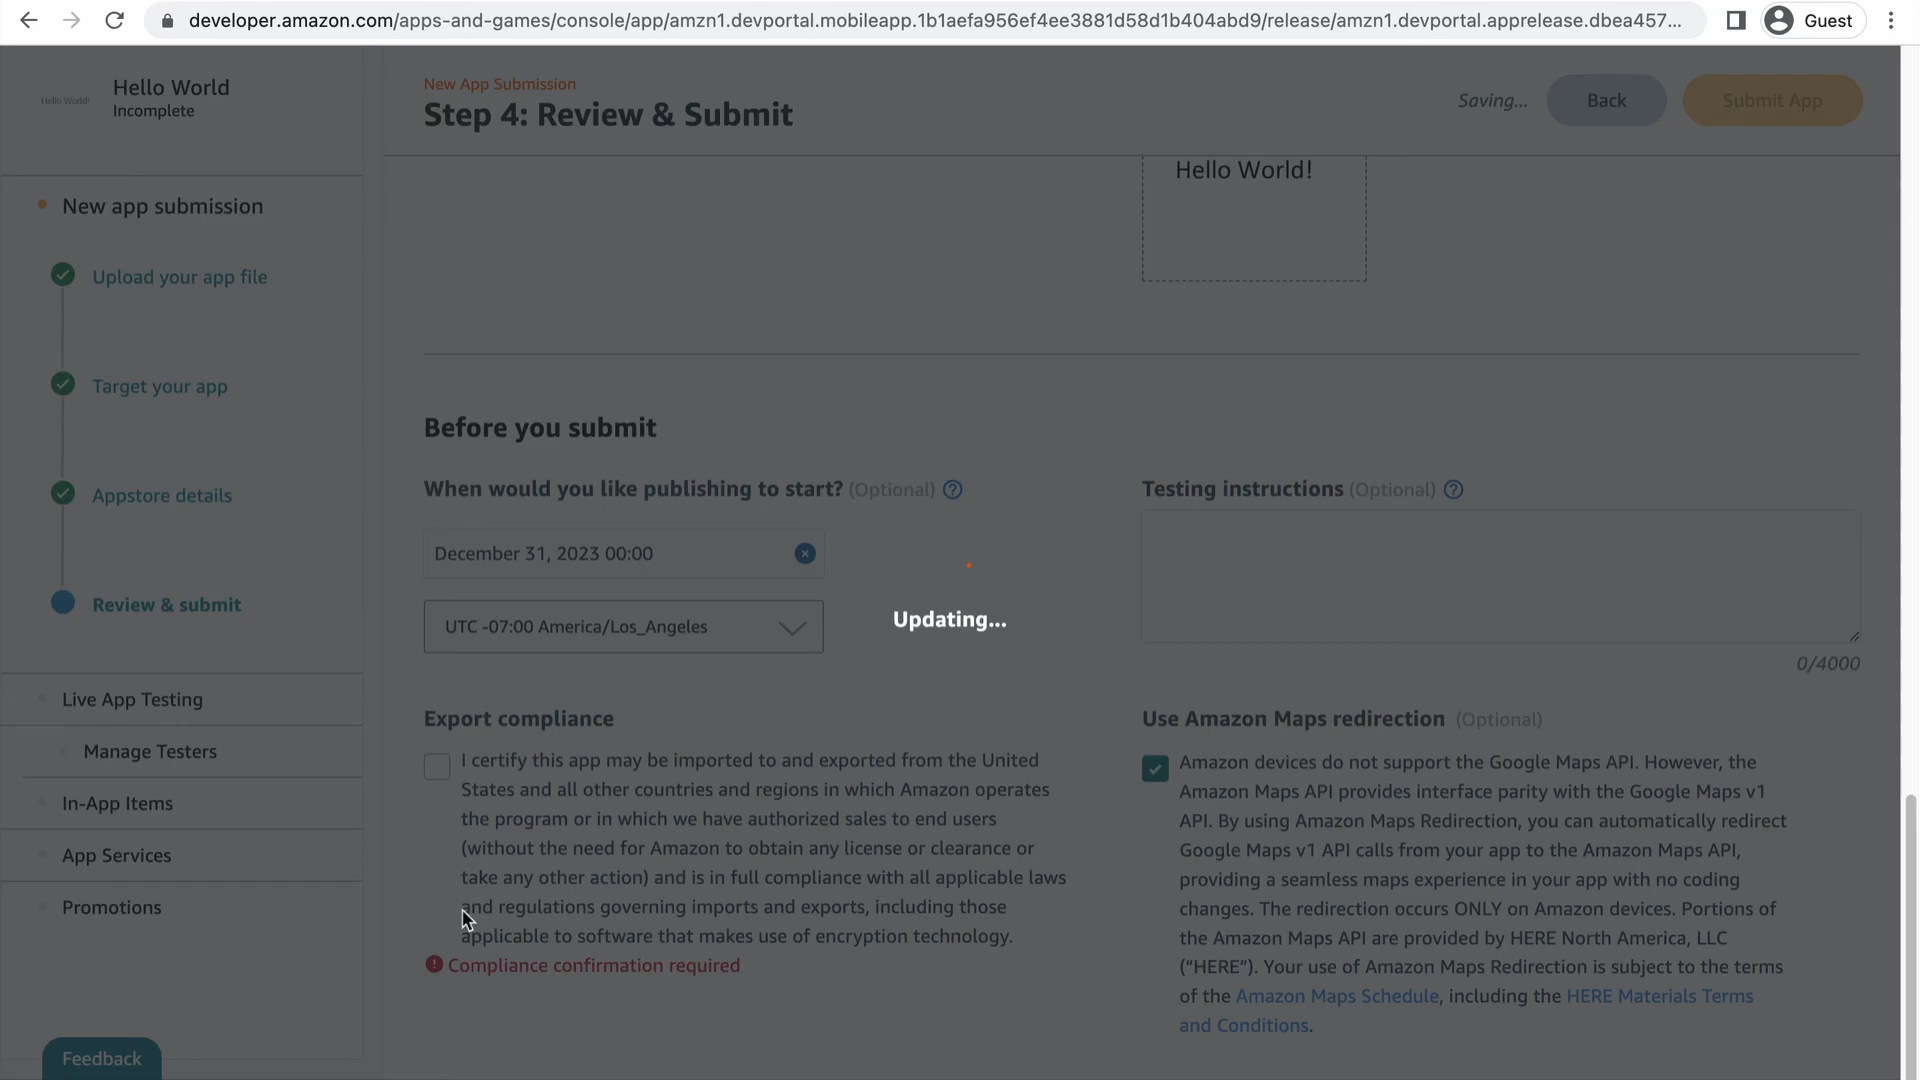 developer.amazon.com/apps-and-games/console/app/amzn1.devportal.mobileapp.1b1aefa956ef4ee3881d58d1b404abd9/release/amzn1.devportal.apprelease.dbea457...
Guest
Hello World!
Hello World
Incomplete
New App Submission
Step 4: Review & Submit
Saving...
Back
Submit App
New app submission
Upload your app file
Target your app
Appstore details
Review & submit
Live App Testing
Manage Testers
In-App Items
App Services
Promotions
Feedback
Hello World!
Before you submit
When would you like publishing to start? (Optional) ?
December 31, 2023 00:00
UTC -07:00 America/Los_Angeles
Updating...
Testing instructions (Optional) ?
0/4000
Export compliance
I certify this app may be imported to and exported from the United
States and all other countries and regions in which Amazon operates
the program or in which we have authorized sales to end users
(without the need for Amazon to obtain any license or clearance or
take any other action) and is in full compliance with all applicable laws
and regulations governing imports and exports, including those
applicable to software that makes use of encryption technology.
Compliance confirmation required
Use Amazon Maps redirection (Optional)
Amazon devices do not support the Google Maps API. However, the
Amazon Maps API provides interface parity with the Google Maps v1
API. By using Amazon Maps Redirection, you can automatically redirect
Google Maps v1 API calls from your app to the Amazon Maps API,
providing a seamless maps experience in your app with no coding
changes. The redirection occurs ONLY on Amazon devices. Portions of
the Amazon Maps API are provided by HERE North America, LLC
(“HERE”). Your use of Amazon Maps Redirection is subject to the terms
of the Amazon Maps Schedule, including the HERE Materials Terms
and Conditions.